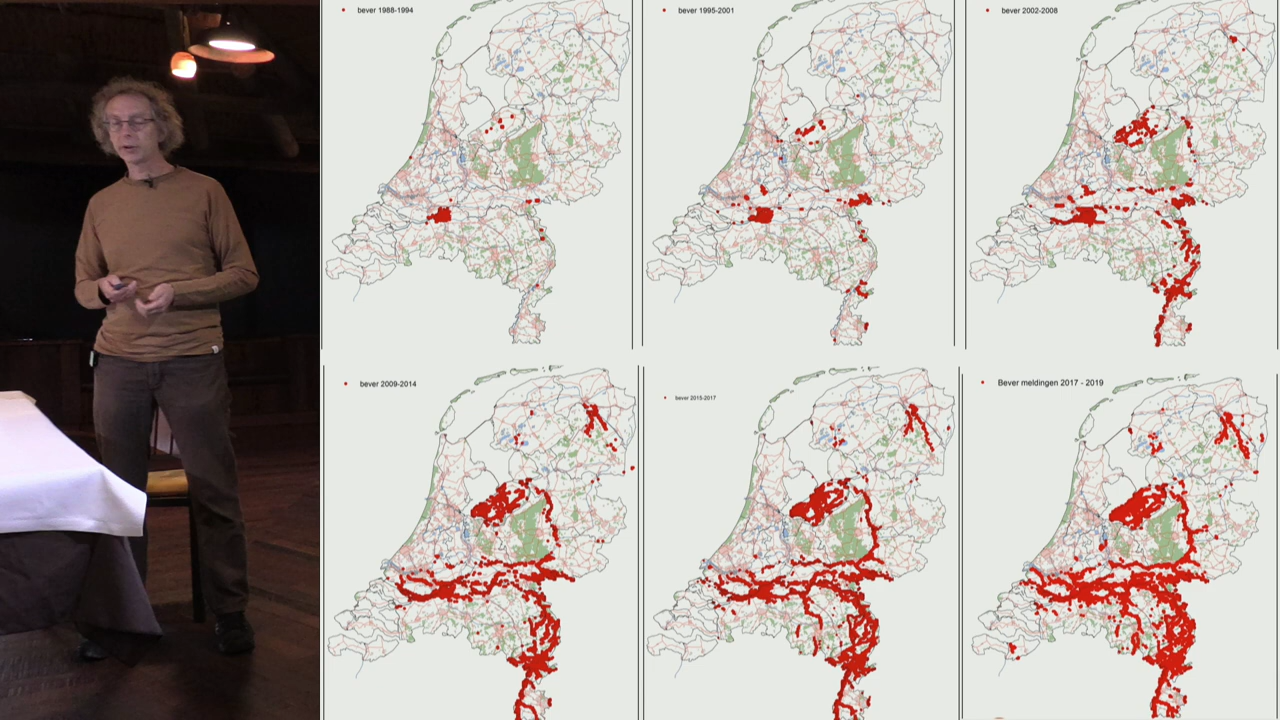 bever 1988-1994
bever 1995-2001
bever 2002-2008
bever 2009-2014
bever 2015-2017
Bever meldingen 2017 - 2019